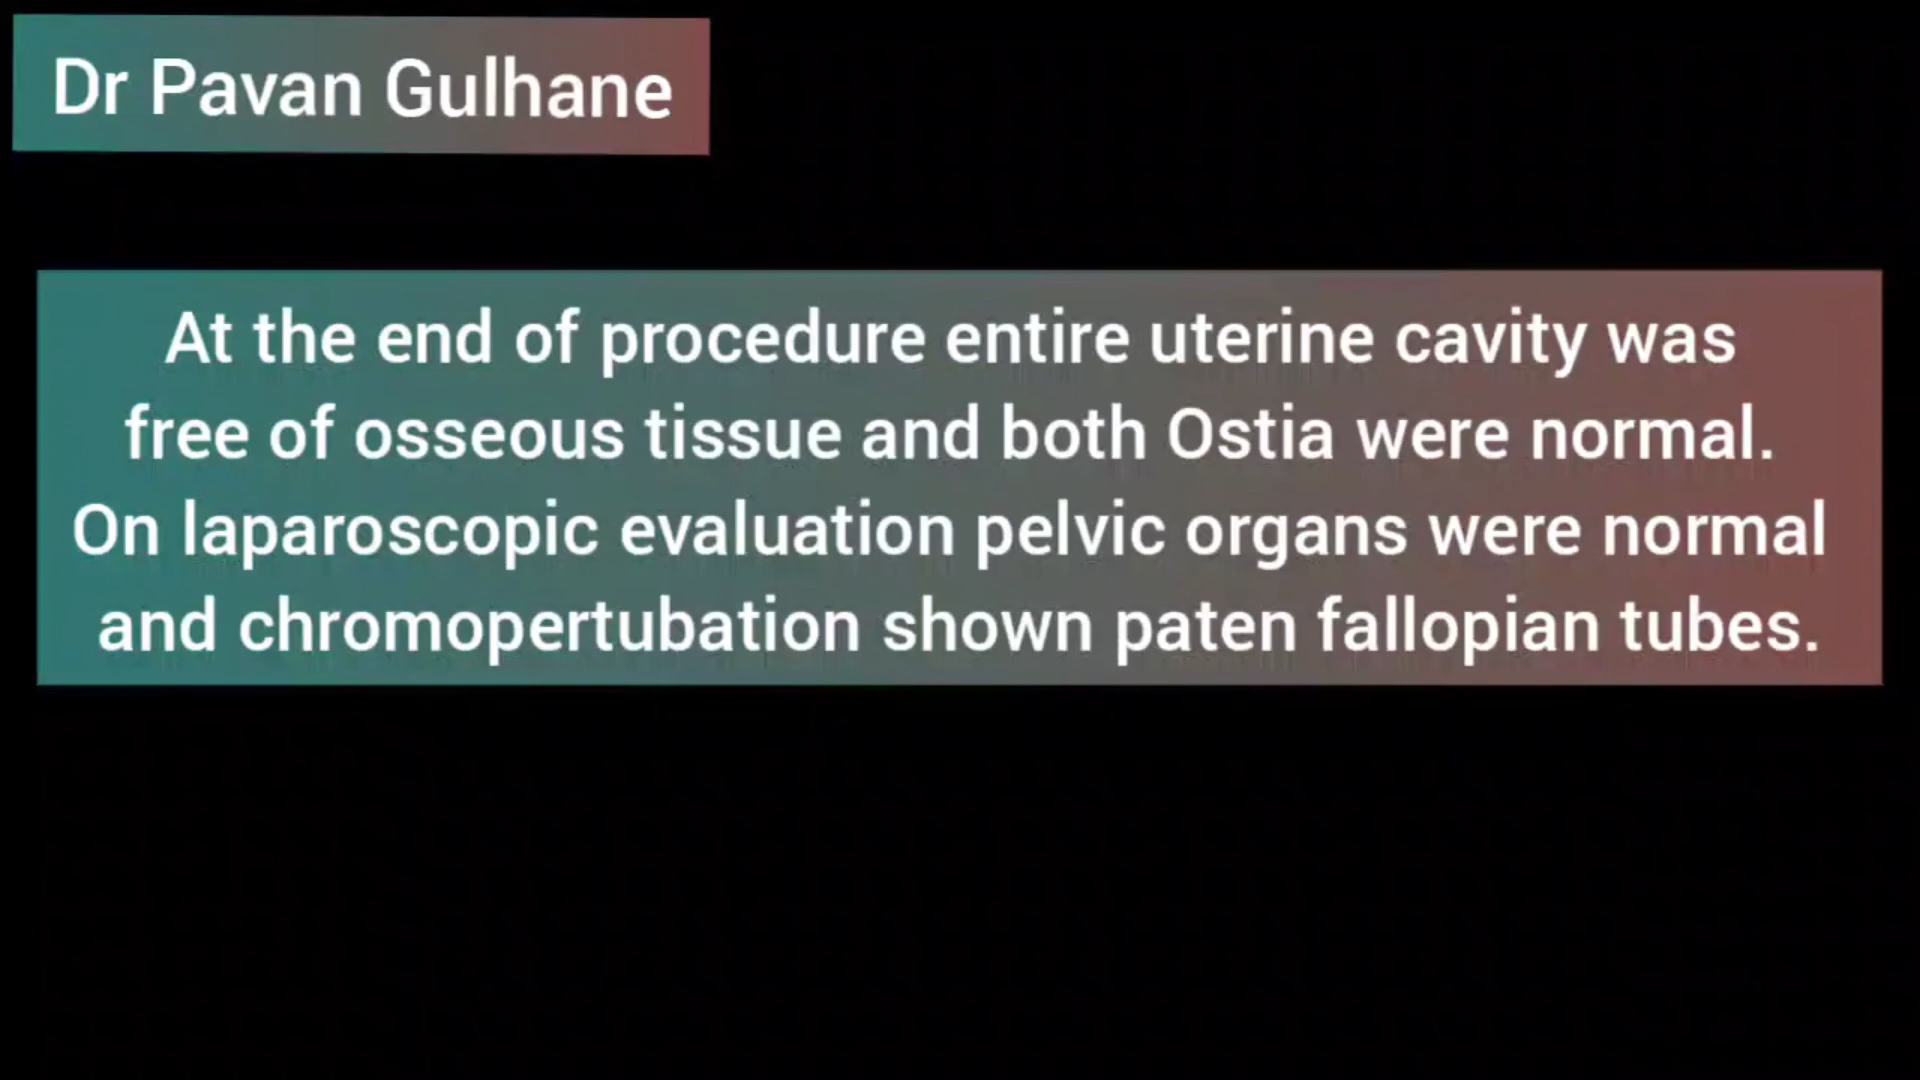 Dr Pavan Gulhane
At the end of procedure entire uterine cavity was
free of osseous tissue and both Ostia were normal.
On laparoscopic evaluation pelvic organs were normal
and chromopertubation shown paten fallopian tubes.